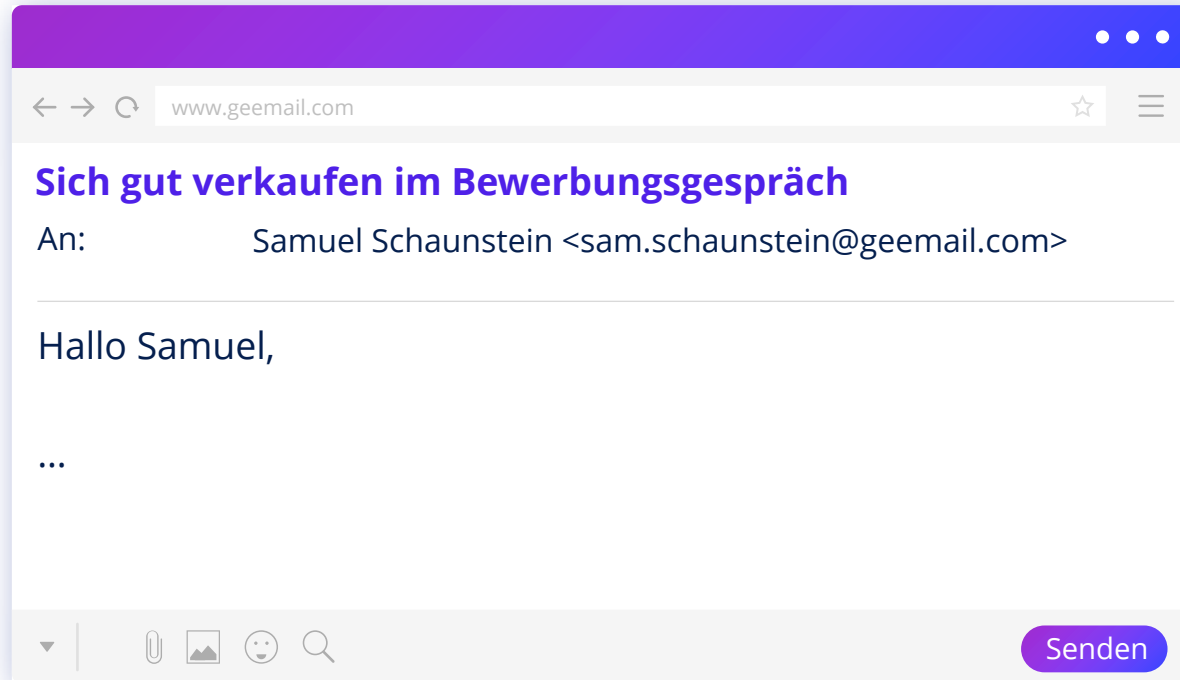 www.geemail.com
Sich gut verkaufen im Bewerbungsgespräch
An: Samuel Schaunstein <sam.schaunstein@geemail.com>
Hallo Samuel,
...
Senden